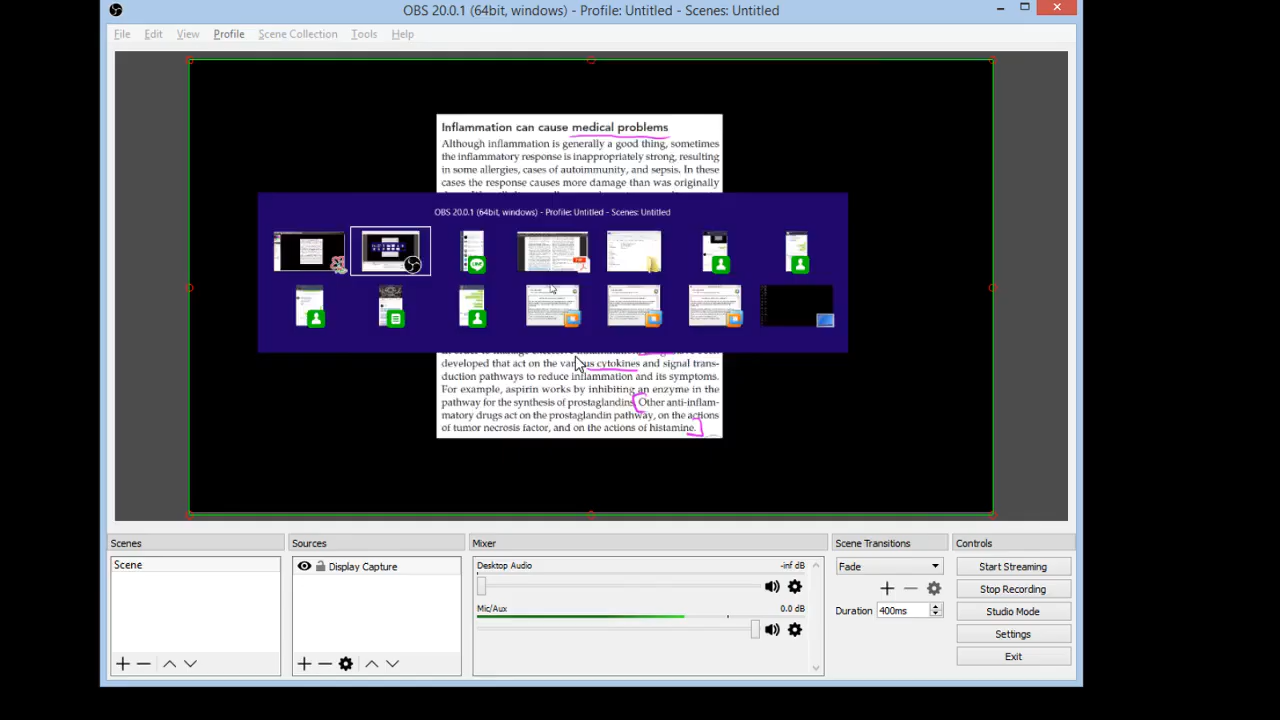 OBS 20.0.1 (64bit, windows) - Profile: Untitled - Scenes: Untitled
File Edit View Profile Scene Collection Tools Help
Inflammation can cause medical problems
Although inflammation is generally a good thing, sometimes
the inflammatory response is inappropriately strong, resulting
in some allergies, cases of autoimmunity, and sepsis. In these
cases the response causes more damage than was originally
OBS 20.0.1 (64bit, windows) - Profile: Untitled - Scenes: Untitled
developed that act on the various cytokines and signal trans-
duction pathways to reduce inflammation and its symptoms.
For example, aspirin works by inhibiting an enzyme in the
pathway for the synthesis of prostaglandins. Other anti-inflam-
matory drugs act on the prostaglandin pathway, on the actions
of tumor necrosis factor, and on the actions of histamine.
Scenes
Scene
Sources
Display Capture
Mixer
Desktop Audio -inf dB
Mic/Aux 0.0 dB
Scene Transitions
Fade
Duration 400ms
Controls
Start Streaming
Stop Recording
Studio Mode
Settings
Exit